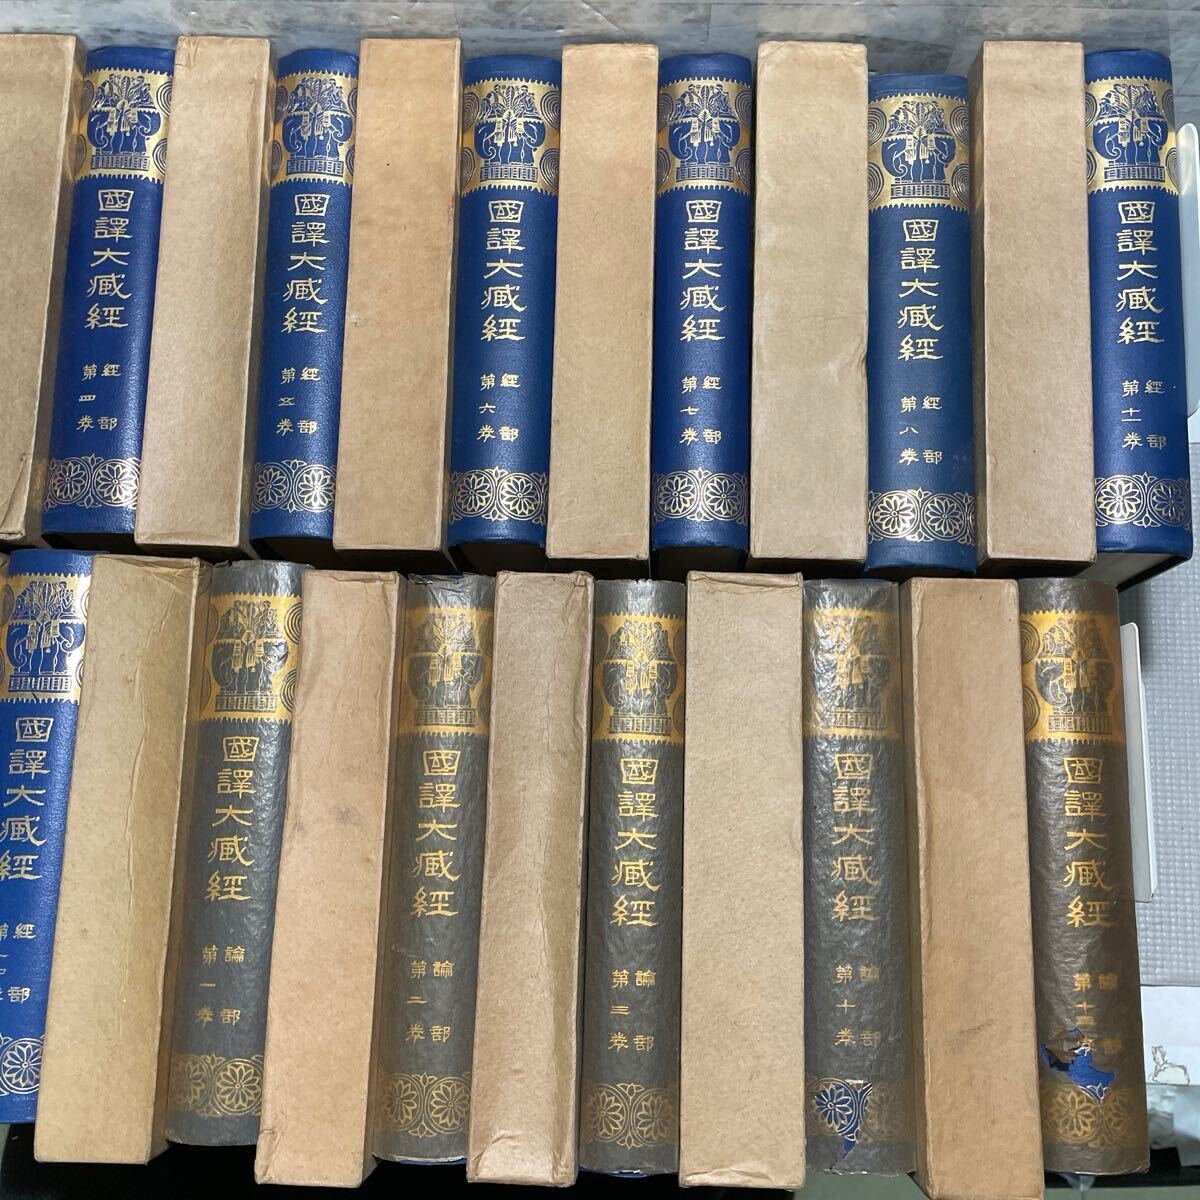 國譯大藏經
經部
第四卷
國譯大藏經
經部
第五卷
國譯大藏經
經部
第六卷
國譯大藏經
經部
第七卷
國譯大藏經
經部
第八卷
國譯大藏經
經部
第十一卷
國譯大藏經
經部
國譯大藏經
論部
第一卷
國譯大藏經
論部
第二卷
國譯大藏經
論部
第三卷
國譯大藏經
論部
第十卷
國譯大藏經
論部
第十三卷